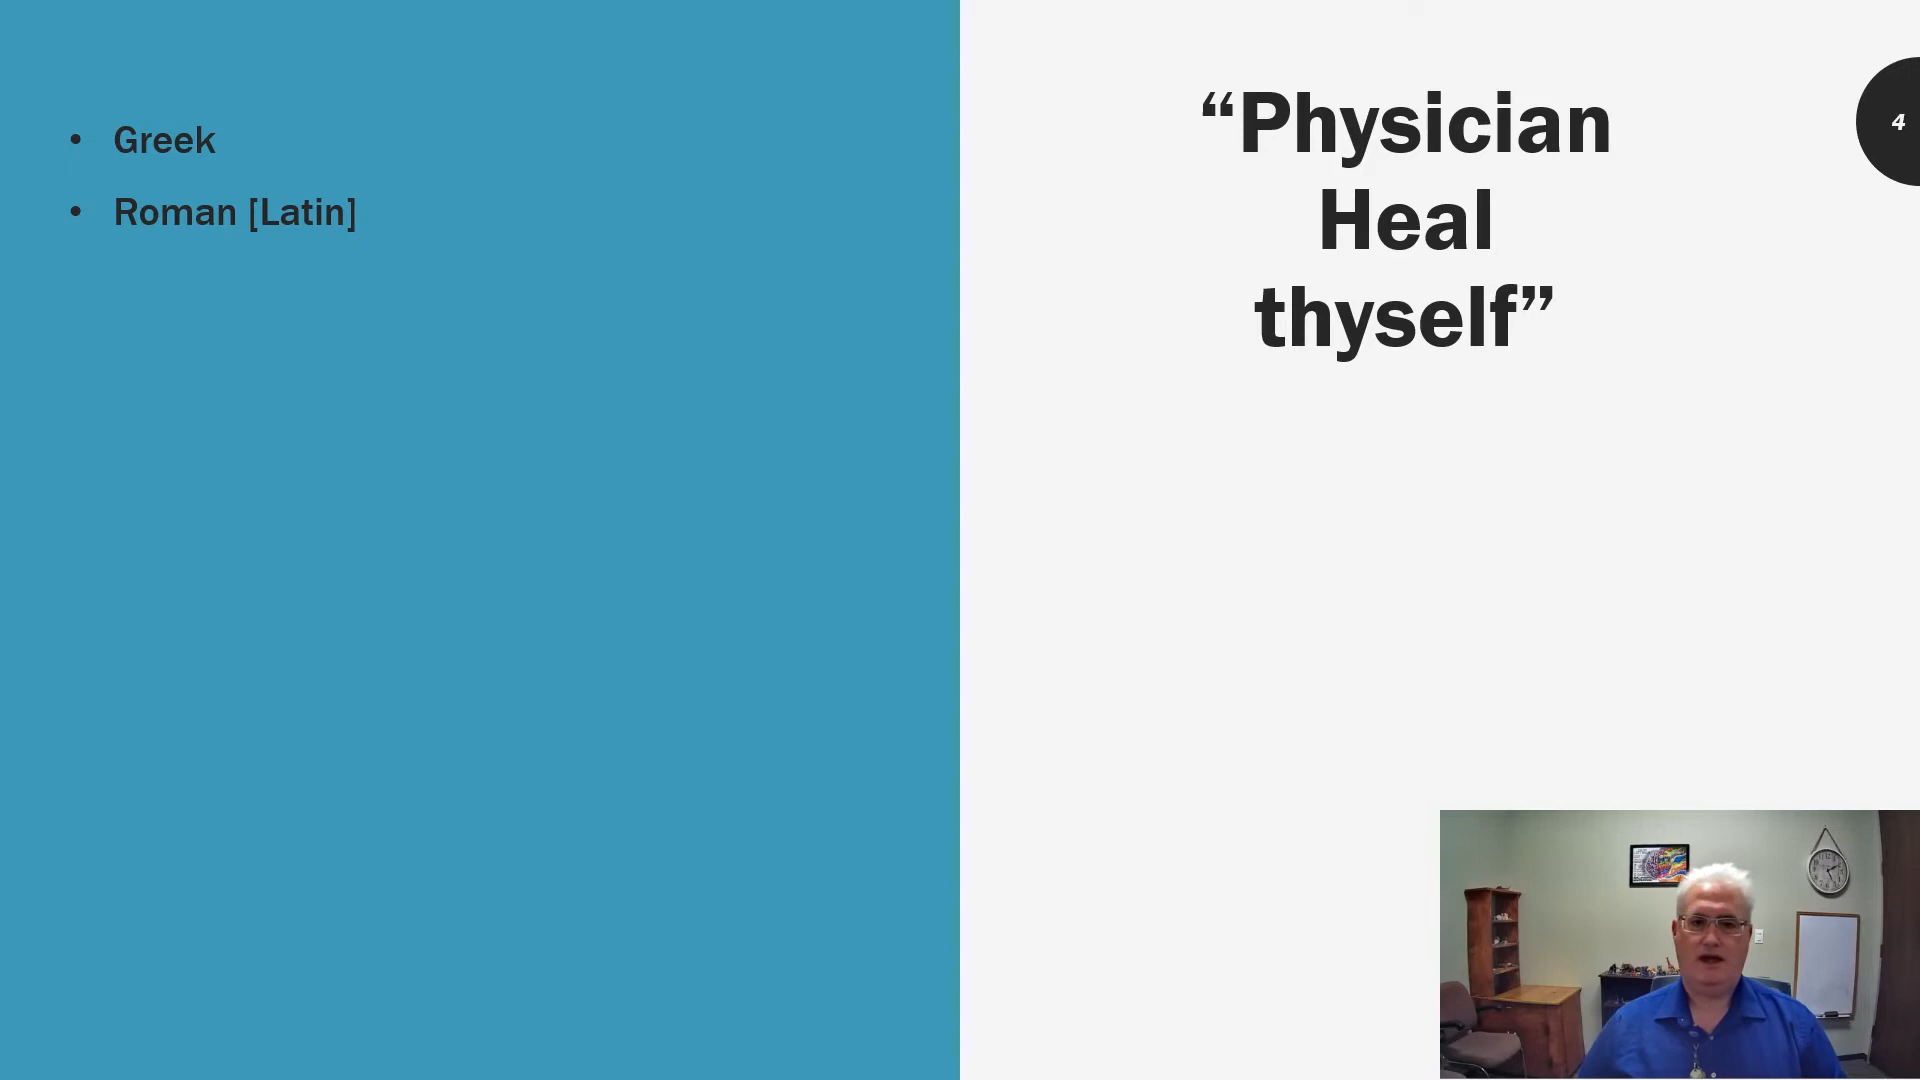 • Greek
• Roman [Latin]
“Physician
Heal
thyself”
4